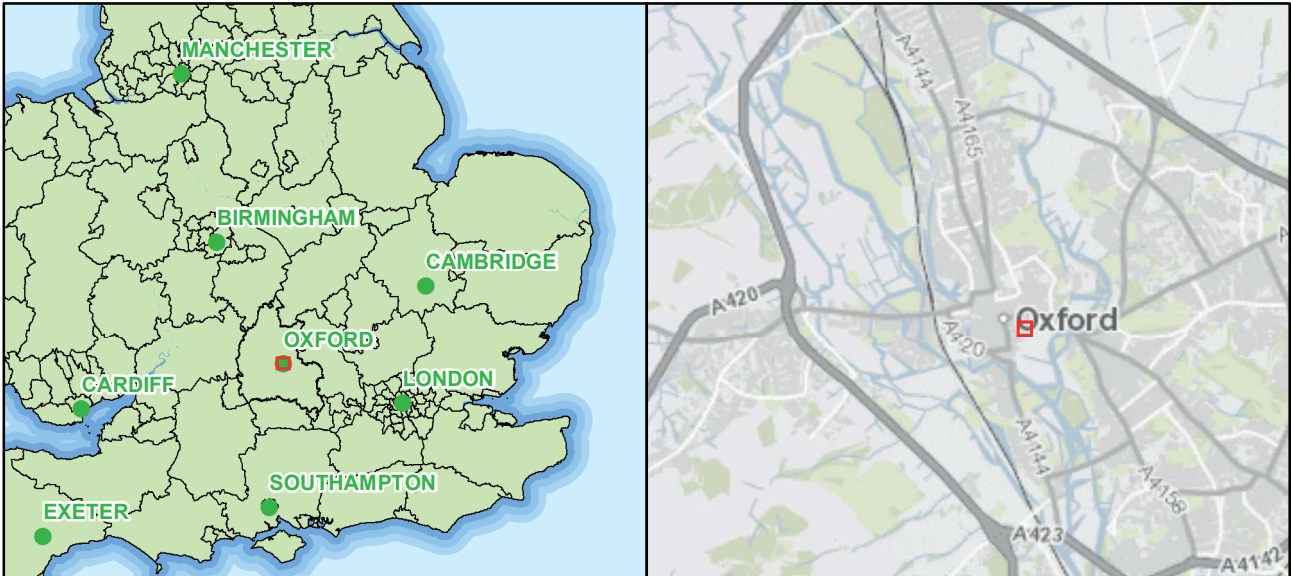 MANCHESTER
BIRMINGHAM
CAMBRIDGE
OXFORD
CARDIFF
LONDON
SOUTHAMPTON
EXETER
A4144
A4165
A420
Oxford
A420
A4144
A4158
A423
A4142